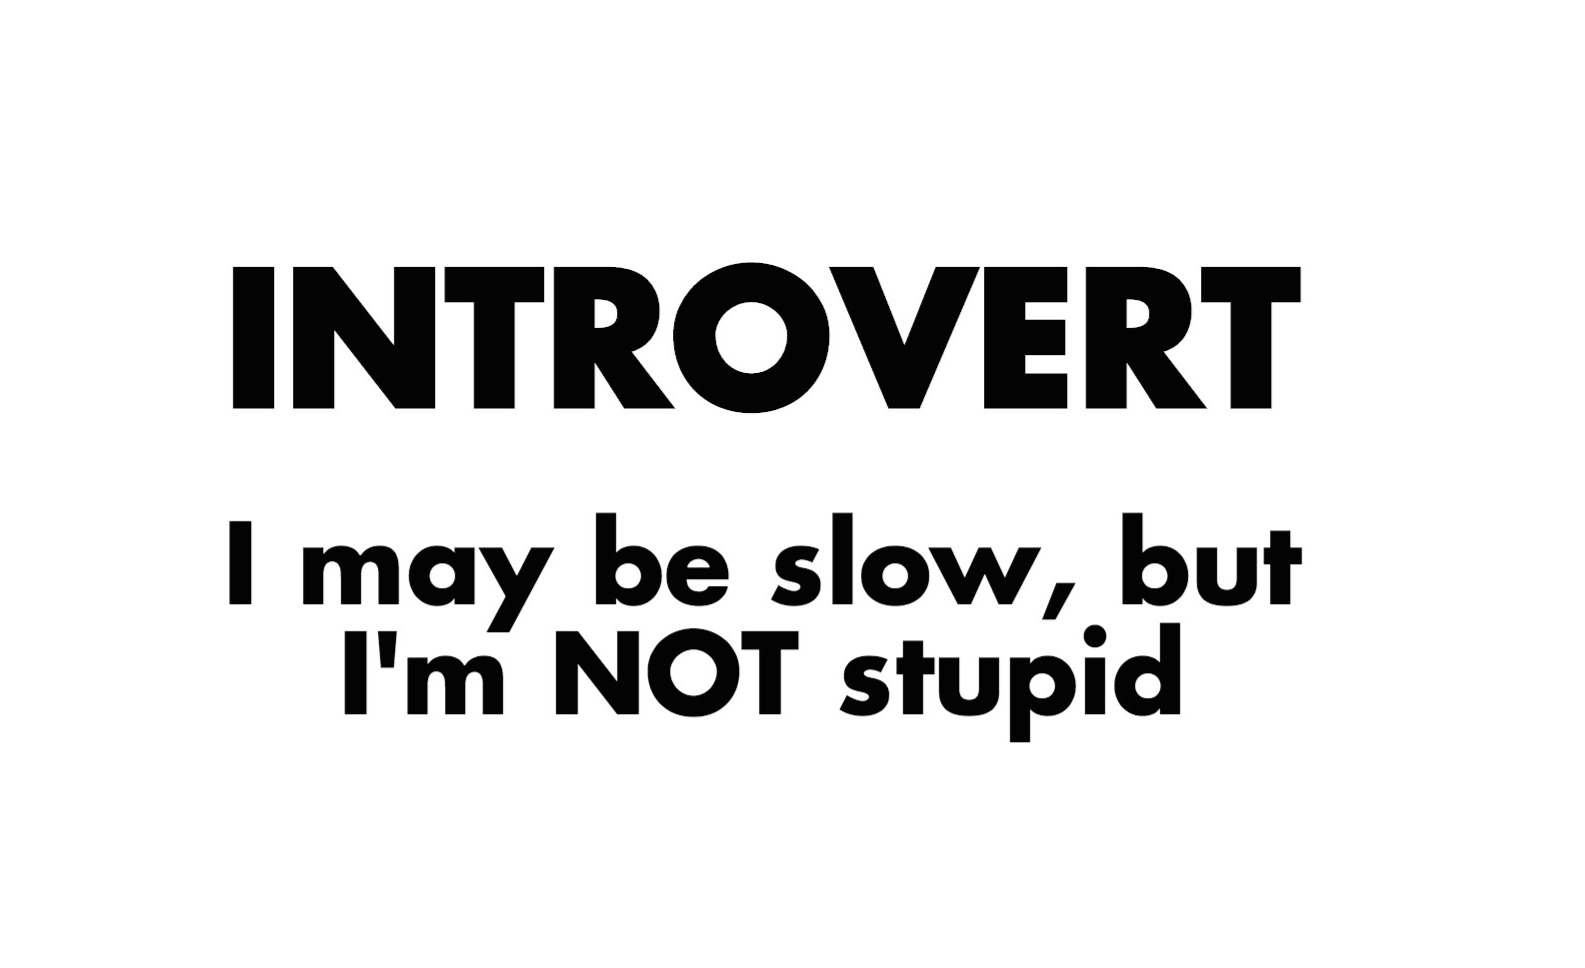 INTROVERT
I may be slow, but
I'm NOT stupid